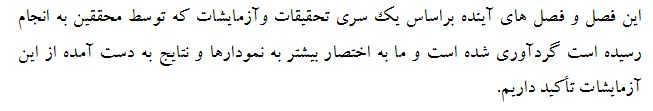 این فصل و فصل های آینده براساس یک سری تحقیقات وآزمایشات که توسط محققین به انجام
رسیده است گردآوری شده است و ما به اختصار بیشتر به نمودارها و نتایج به دست آمده از این
آزمایشات تأکید داریم.